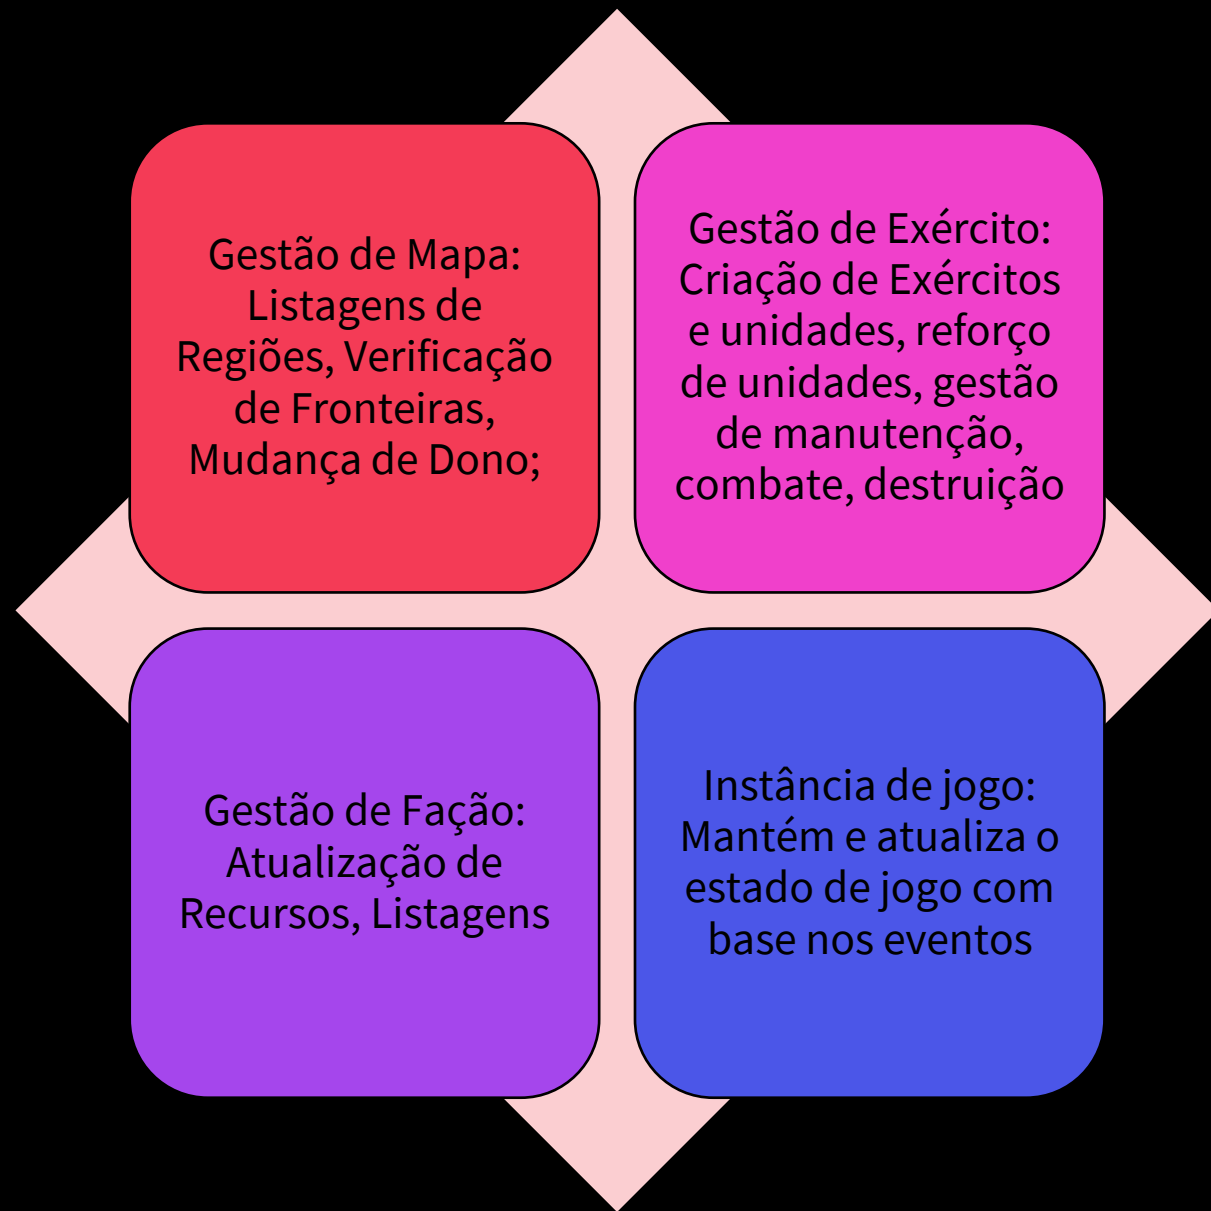 Gestão de Mapa:
Listagens de
Regiões, Verificação
de Fronteiras,
Mudança de Dono;
Gestão de Exército:
Criação de Exércitos
e unidades, reforço
de unidades, gestão
de manutenção,
combate, destruição
Gestão de Fação:
Atualização de
Recursos, Listagens
Instância de jogo:
Mantém e atualiza o
estado de jogo com
base nos eventos